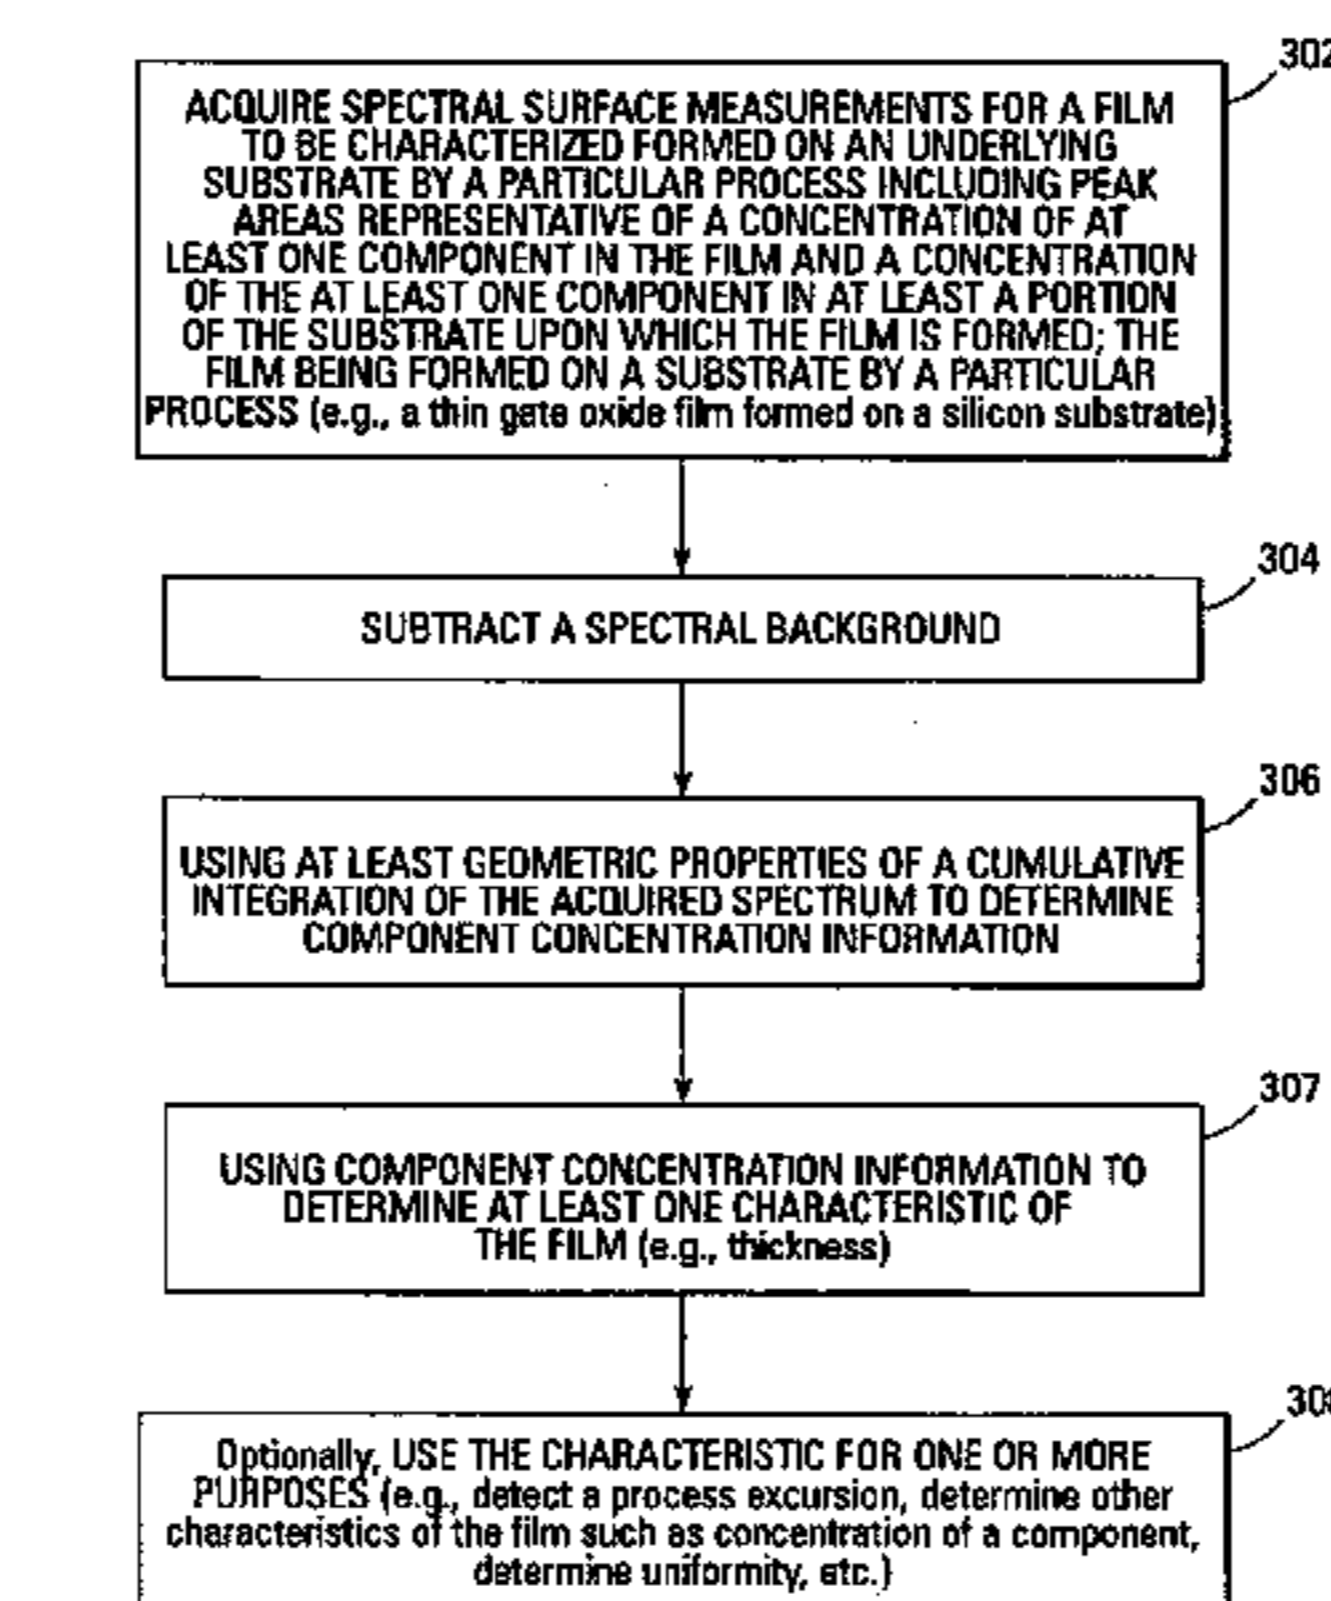 302
ACQUIRE SPECTRAL SURFACE MEASUREMENTS FOR A FILM
TO BE CHARACTERIZED FORMED ON AN UNDERLYING
SUBSTRATE BY A PARTICULAR PROCESS INCLUDING PEAK
AREAS REPRESENTATIVE OF A CONCENTRATION OF AT
LEAST ONE COMPONENT IN THE FILM AND A CONCENTRATION
OF THE AT LEAST ONE COMPONENT IN AT LEAST A PORTION
OF THE SUBSTRATE UPON WHICH THE FILM IS FORMED; THE
FILM BEING FORMED ON A SUBSTRATE BY A PARTICULAR
PROCESS (e.g., a thin gate oxide film formed on a silicon substrate)
304
SUBTRACT A SPECTRAL BACKGROUND
306
USING AT LEAST GEOMETRIC PROPERTIES OF A CUMULATIVE
INTEGRATION OF THE ACQUIRED SPECTRUM TO DETERMINE
COMPONENT CONCENTRATION INFORMATION
307
USING COMPONENT CONCENTRATION INFORMATION TO
DETERMINE AT LEAST ONE CHARACTERISTIC OF
THE FILM (e.g., thickness)
Optionally, USE THE CHARACTERISTIC FOR ONE OR MORE
PURPOSES (e.g., detect a process excursion, determine other
characteristics of the film such as concentration of a component,
determine uniformity, etc.)